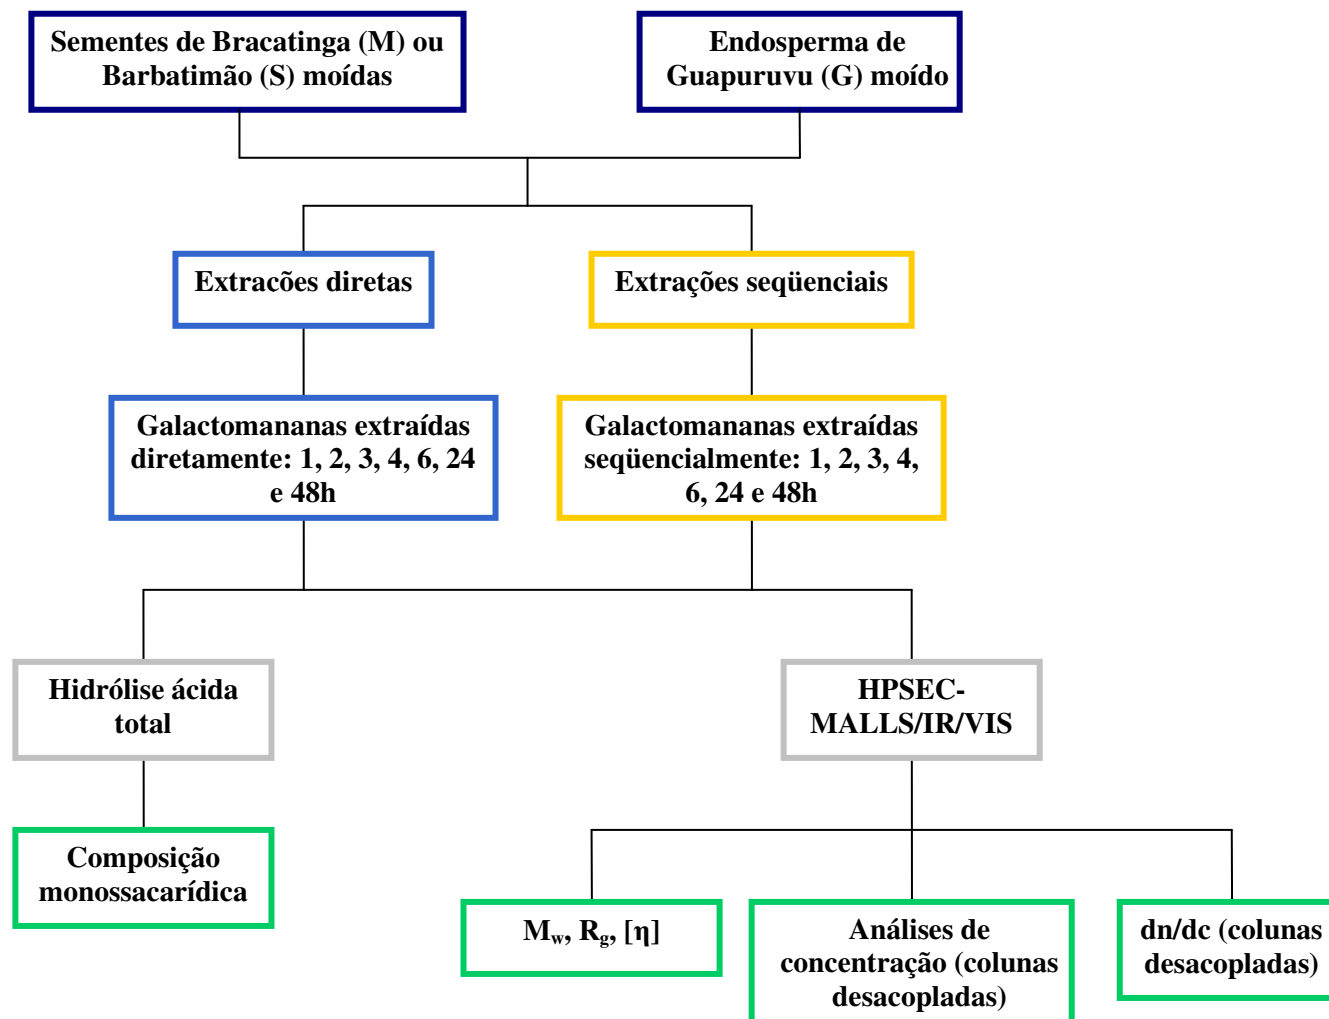 Sementes de Bracatinga (M) ou
Barbatimão (S) moídas
Endosperma de
Guapuruvu (G) moído
Extracões diretas
Extrações seqüenciais
Galactomananas extraídas
diretamente: 1, 2, 3, 4, 6, 24
e 48h
Galactomananas extraídas
seqüencialmente: 1, 2, 3, 4,
6, 24 e 48h
Hidrólise ácida
total
HPSEC-
MALLS/IR/VIS
Composição
monossacarídica
Mw, Rg, [η]
Análises de
concentração (colunas
desacopladas)
dn/dc (colunas
desacopladas)